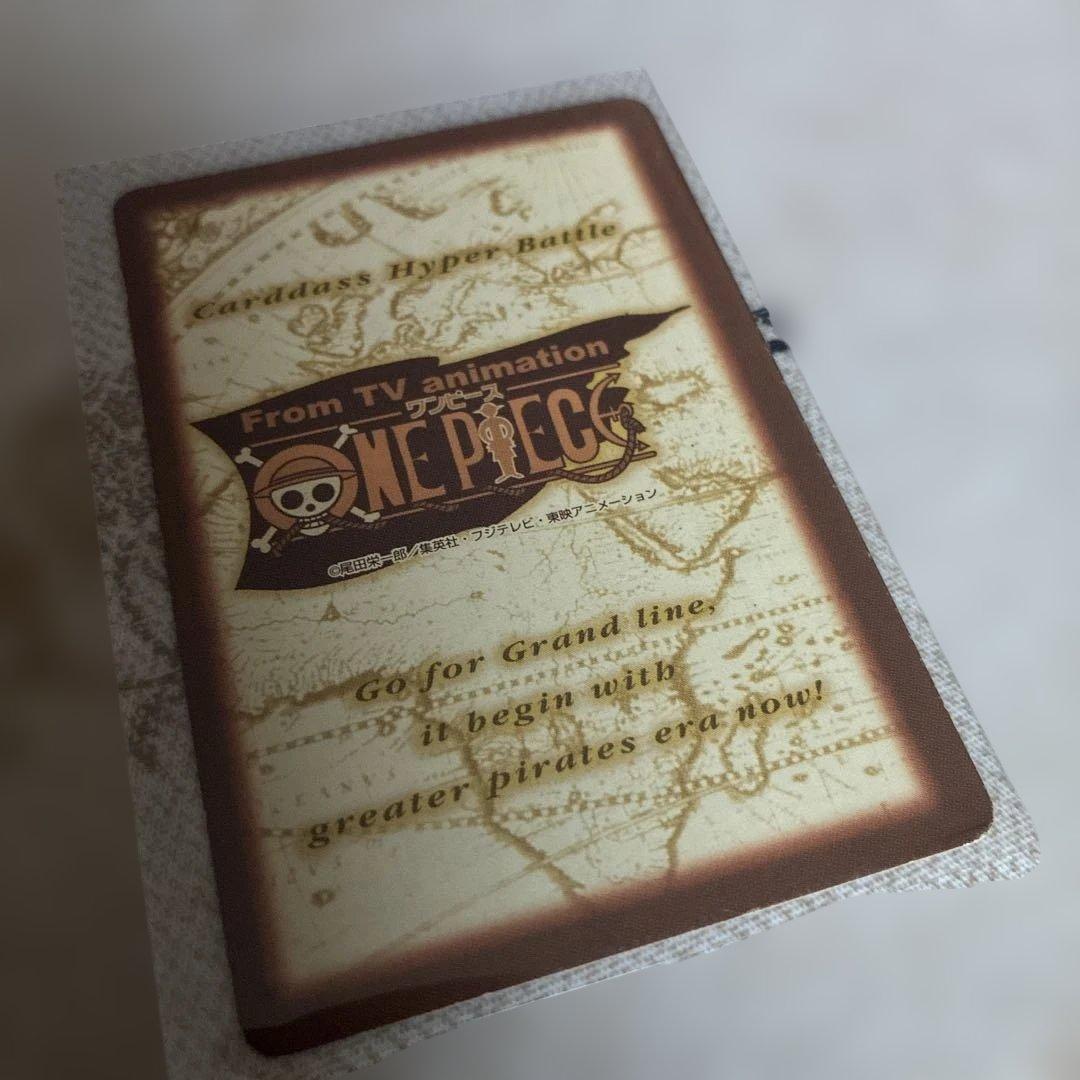 Carddass Hyper Battle
From TV animation
ワンピース
ONE PIECE
©尾田栄一郎／集英社・フジテレビ・東映アニメーション
Go for Grand line,
it begin with
greater pirates era now!